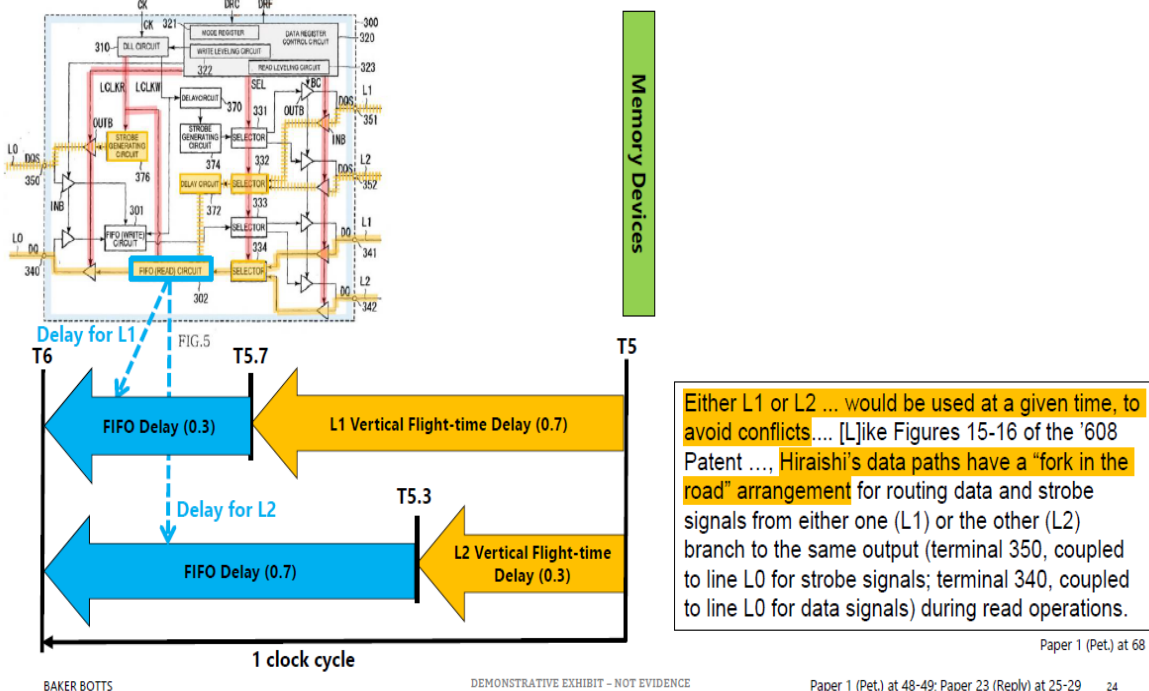 CK DRC DRF
CK 321 300
MODE REGISTER
DATA REGISTER
CONTROL CIRCUIT
320
310 DLL CIRCUIT
WRITE LEVELING CIRCUIT
322
READ LEVELING CIRCUIT
323
LCLKR LCLKW SEL BC
DELAY CIRCUIT
370
331 OUTB DQS L1
351
OUTB
STROBE
GENERATING
CIRCUIT
376
STROBE
GENERATING
CIRCUIT
374
SELECTOR
INB
L0 DQS
350
332 L2
DQS
352
DELAY CIRCUIT
372
SELECTOR
INB
301
333
FIFO (WRITE)
CIRCUIT
SELECTOR
L1
DQ
341
L0 DQ
340
334
FIFO (READ) CIRCUIT
302
SELECTOR
L2
DQ
342
Memory Devices
FIG.5
Delay for L1
T6 T5.7 T5
FIFO Delay (0.3) L1 Vertical Flight-time Delay (0.7)
Delay for L2
T5.3
FIFO Delay (0.7)
L2 Vertical Flight-time
Delay (0.3)
1 clock cycle
Either L1 or L2 ... would be used at a given time, to
avoid conflicts.... [L]ike Figures 15-16 of the ’608
Patent ..., Hiraishi’s data paths have a “fork in the
road” arrangement for routing data and strobe
signals from either one (L1) or the other (L2)
branch to the same output (terminal 350, coupled
to line L0 for strobe signals; terminal 340, coupled
to line L0 for data signals) during read operations.
Paper 1 (Pet.) at 68
BAKER BOTTS DEMONSTRATIVE EXHIBIT – NOT EVIDENCE Paper 1 (Pet.) at 48-49; Paper 23 (Reply) at 25-29 24